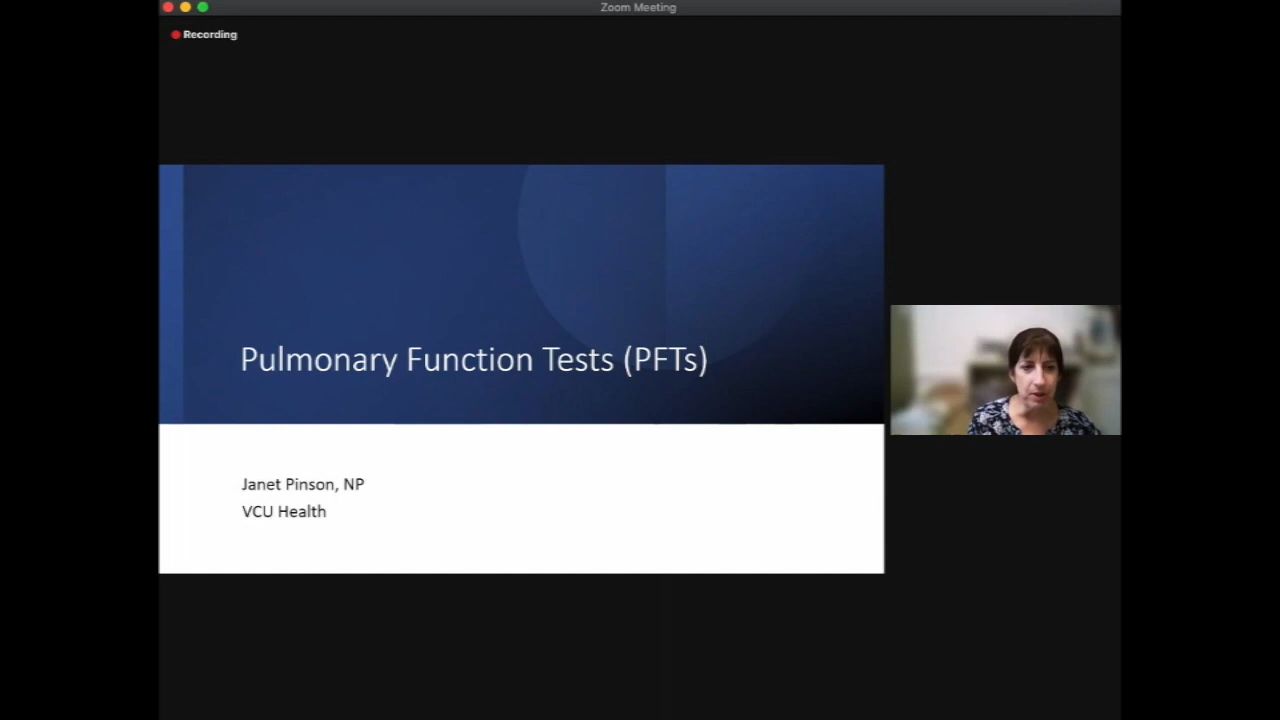 Zoom Meeting
Recording
Pulmonary Function Tests (PFTs)
Janet Pinson, NP
VCU Health